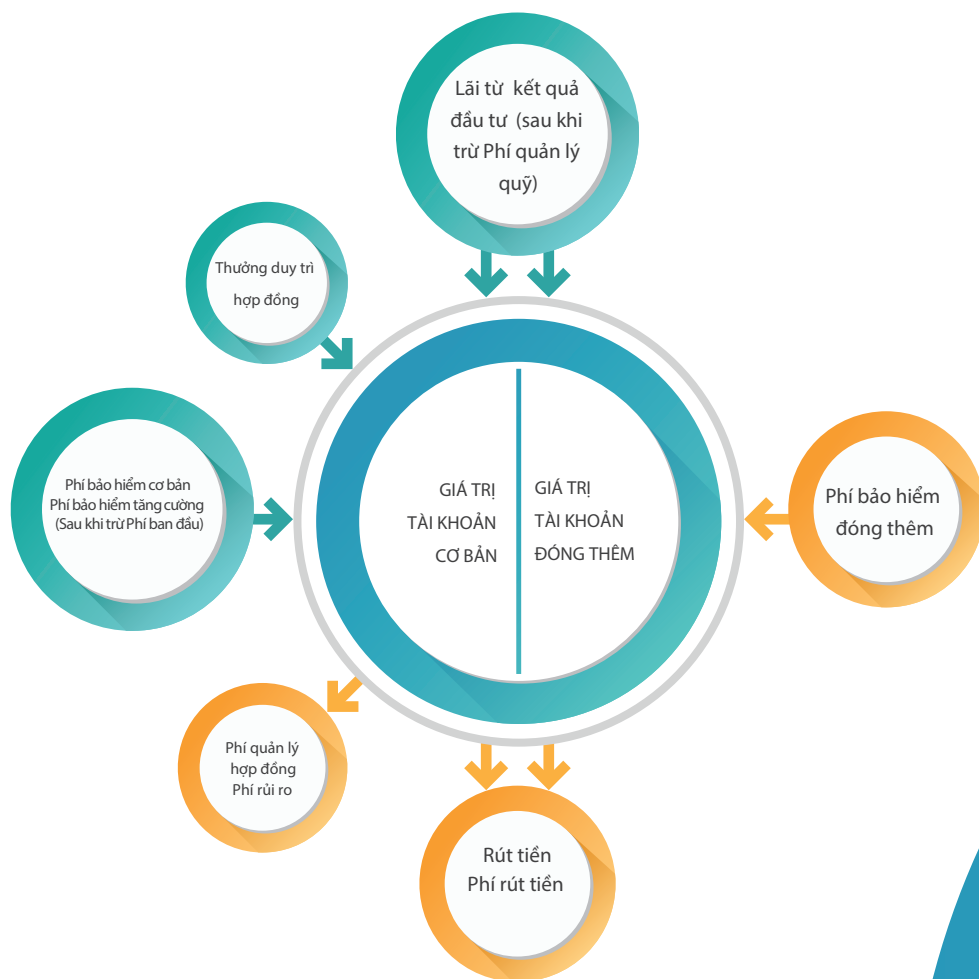 Lãi từ kết quả
đầu tư (sau khi
trừ Phí quản lý
quỹ)
Thưởng duy trì
hợp đồng
Phí bảo hiểm cơ bản
Phí bảo hiểm tăng cường
(Sau khi trừ Phí ban đầu)
GIÁ TRỊ
TÀI KHOẢN
CƠ BẢN
GIÁ TRỊ
TÀI KHOẢN
ĐÓNG THÊM
Phí bảo hiểm
đóng thêm
Phí quản lý
hợp đồng
Phí rủi ro
Rút tiền
Phí rút tiền